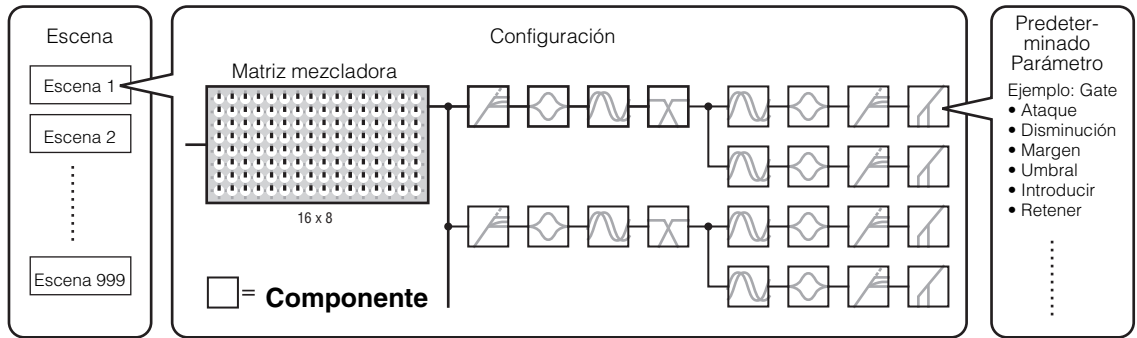 Escena
Escena 1
Escena 2
Escena 999
Configuración
Matriz mezcladora
16 x 8
= Componente
Predeter-
minado
Parámetro
Ejemplo: Gate
• Ataque
• Disminución
• Margen
• Umbral
• Introducir
• Retener